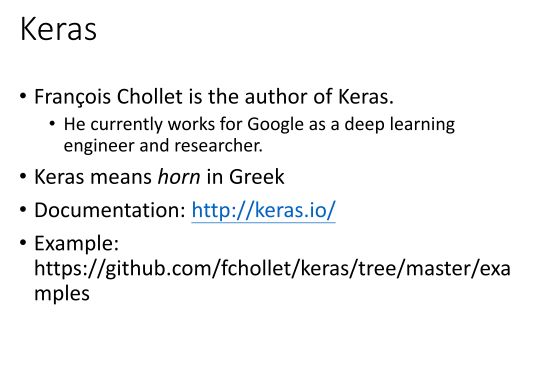 Keras
• François Chollet is the author of Keras.
• He currently works for Google as a deep learning
engineer and researcher.
• Keras means horn in Greek
• Documentation: http://keras.io/
• Example:
https://github.com/fchollet/keras/tree/master/exa
mples